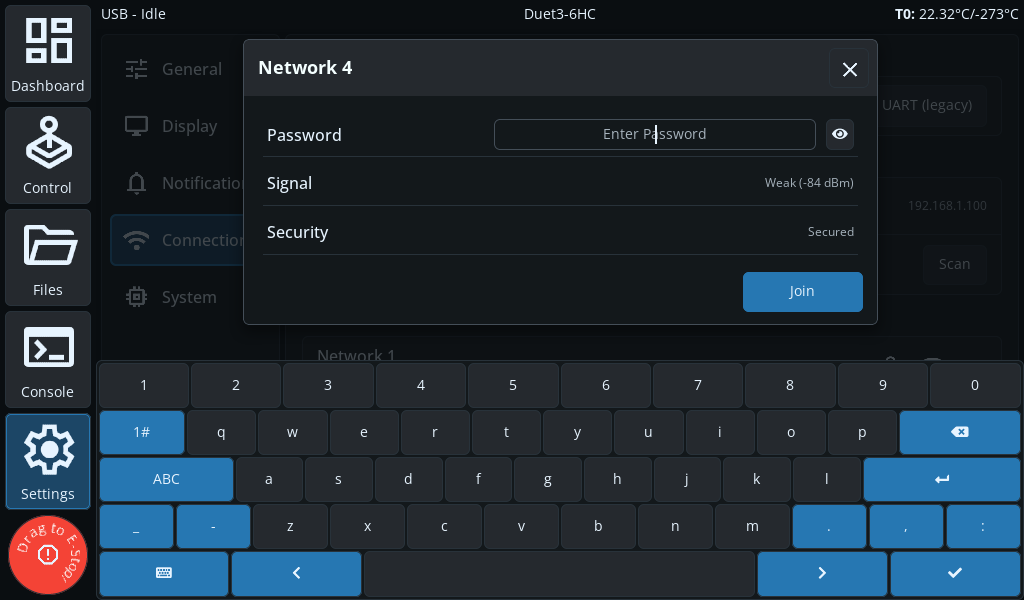 USB - Idle
Duet3-6HC
T0: 22.32°C/-273°C
Dashboard
Control
Files
Console
Settings
Drag to E-Stop!
General
Display
Notification
Connection
System
UART (legacy)
192.168.1.100
Scan
Network 1
Network 4
Password
Enter Password
Signal
Weak (-84 dBm)
Security
Secured
Join
1 2 3 4 5 6 7 8 9 0
1# q w e r t y u i o p
ABC a s d f g h j k l
_ - z x c v b n m . , :